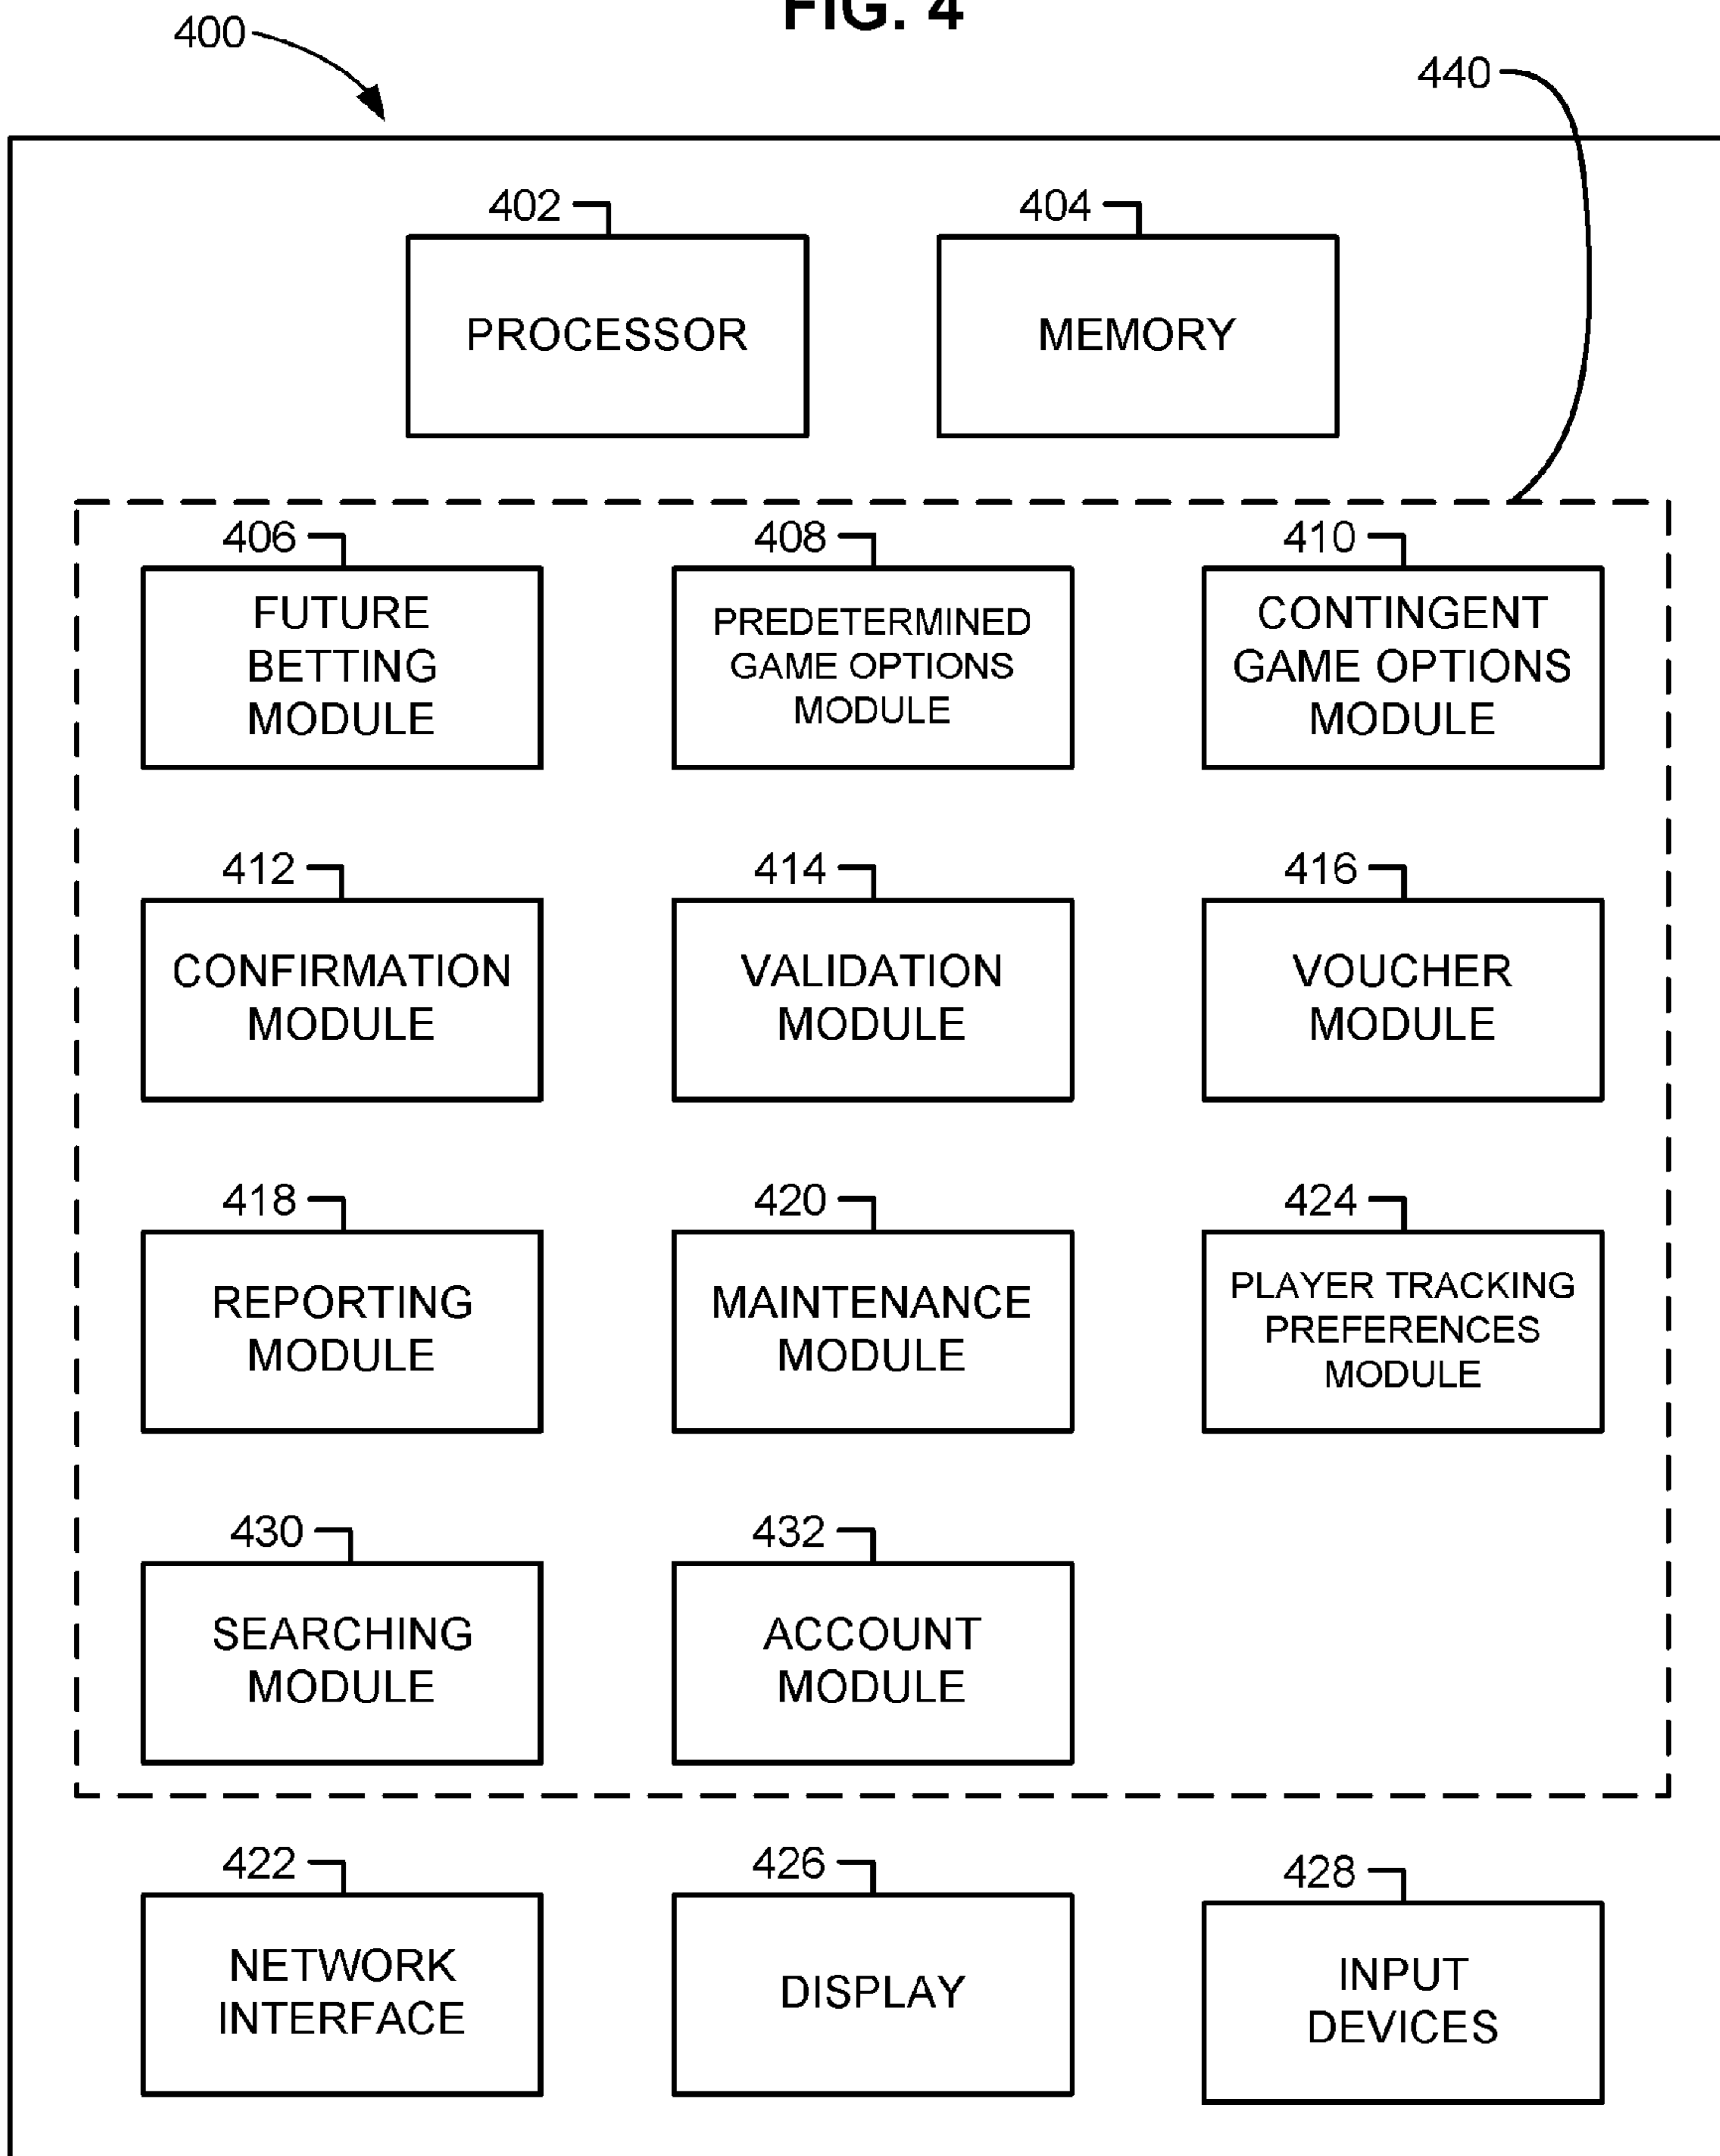 FIG. 4
400
440
402
404
PROCESSOR
MEMORY
406
408
410
FUTURE
BETTING
MODULE
PREDETERMINED
GAME OPTIONS
MODULE
CONTINGENT
GAME OPTIONS
MODULE
412
414
416
CONFIRMATION
MODULE
VALIDATION
MODULE
VOUCHER
MODULE
418
420
424
REPORTING
MODULE
MAINTENANCE
MODULE
PLAYER TRACKING
PREFERENCES
MODULE
430
432
SEARCHING
MODULE
ACCOUNT
MODULE
422
426
428
NETWORK
INTERFACE
DISPLAY
INPUT
DEVICES